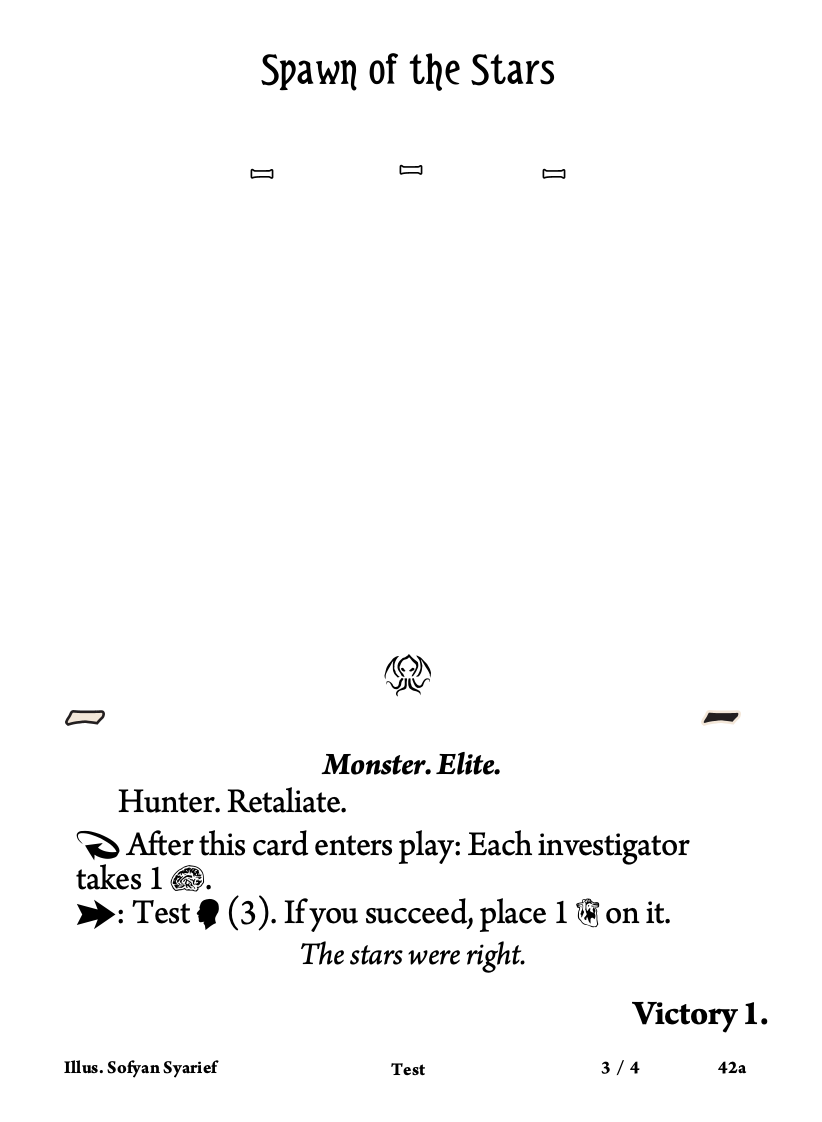 Spawn of the Stars
Monster. Elite.
Hunter. Retaliate.
After this card enters play: Each investigator
takes 1 .
: Test (3). If you succeed, place 1 on it.
The stars were right.
Victory 1.
Illus. Sofyan Syarief
Test
3 / 4
42a